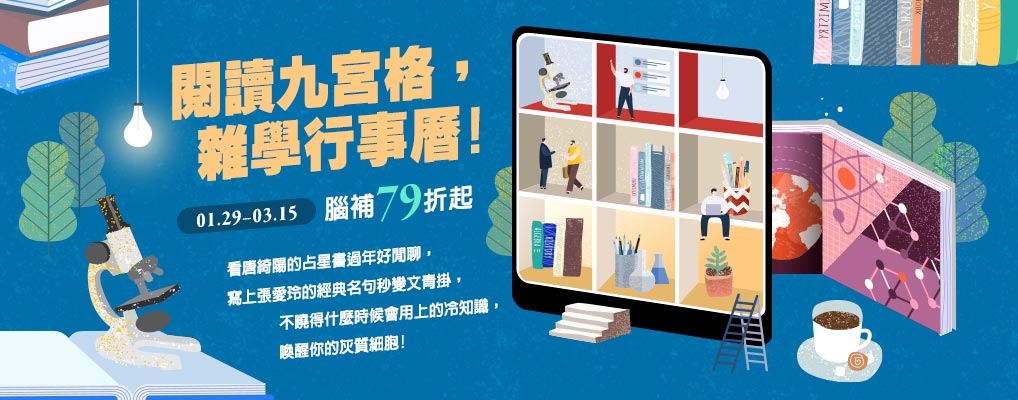 閱讀九宮格，
雜學行事曆！
01.29–03.15
腦補79折起
看唐綺陽的占星書過年好閒聊，
寫上張愛玲的經典名句秒變文青掛，
不曉得什麼時候會用上的冷知識，
喚醒你的灰質細胞！